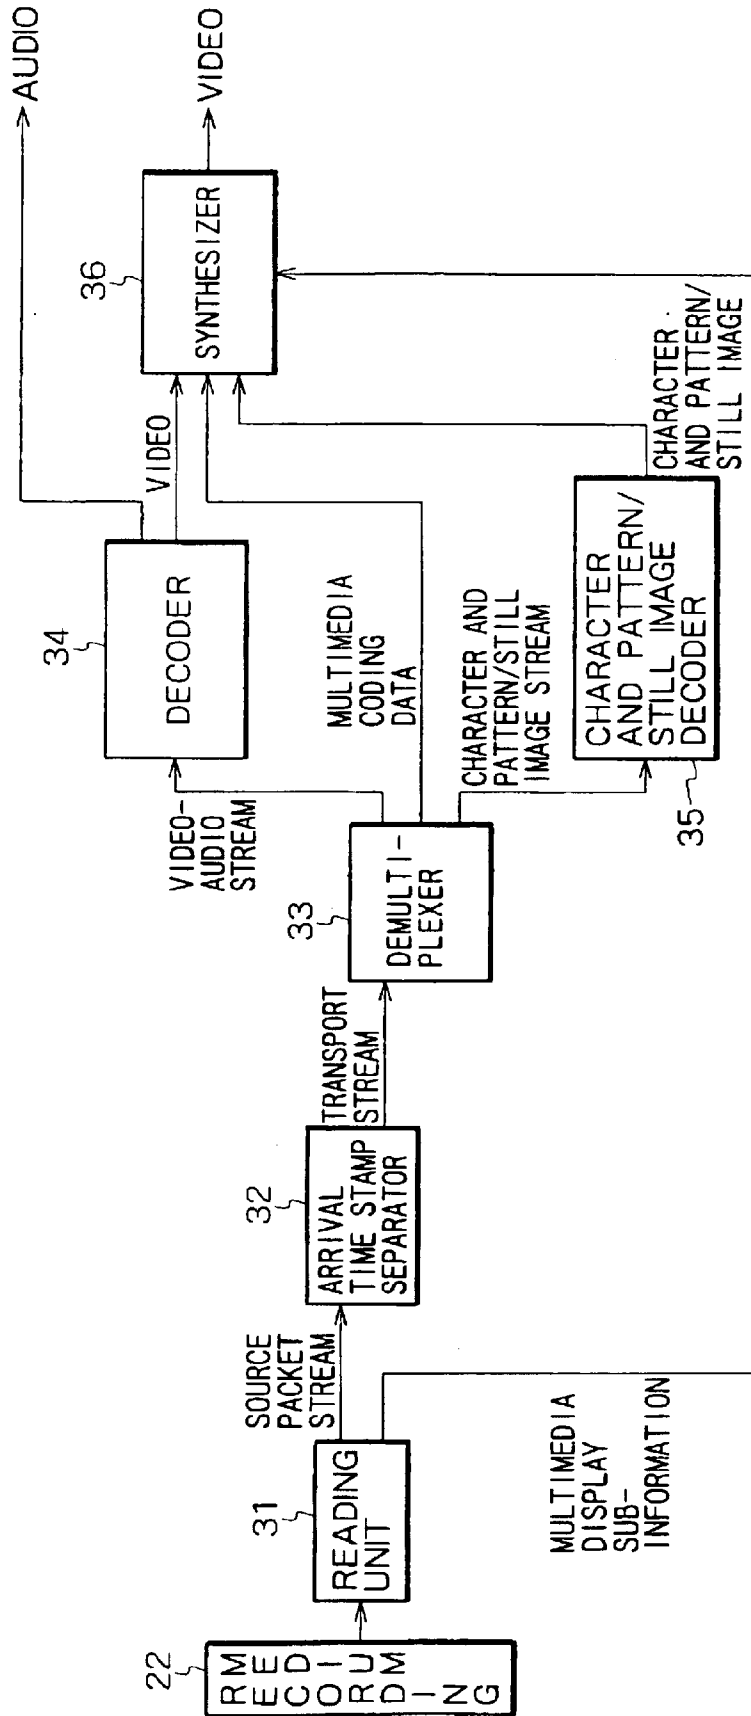 22
RECORDING
MEDIUM
31
READING
UNIT
SOURCE
PACKET
STREAM
MULTIMEDIA
DISPLAY
SUB-
INFORMATION
32
ARRIVAL
TIME STAMP
SEPARATOR
TRANSPORT
STREAM
33
DEMULTI-
PLEXER
VIDEO-
AUDIO
STREAM
MULTIMEDIA
CODING
DATA
CHARACTER AND
PATTERN/STILL
IMAGE STREAM
34
DECODER
35
CHARACTER
AND PATTERN/
STILL IMAGE
DECODER
VIDEO
CHARACTER
AND PATTERN/
STILL IMAGE
36
SYNTHESIZER
AUDIO
VIDEO